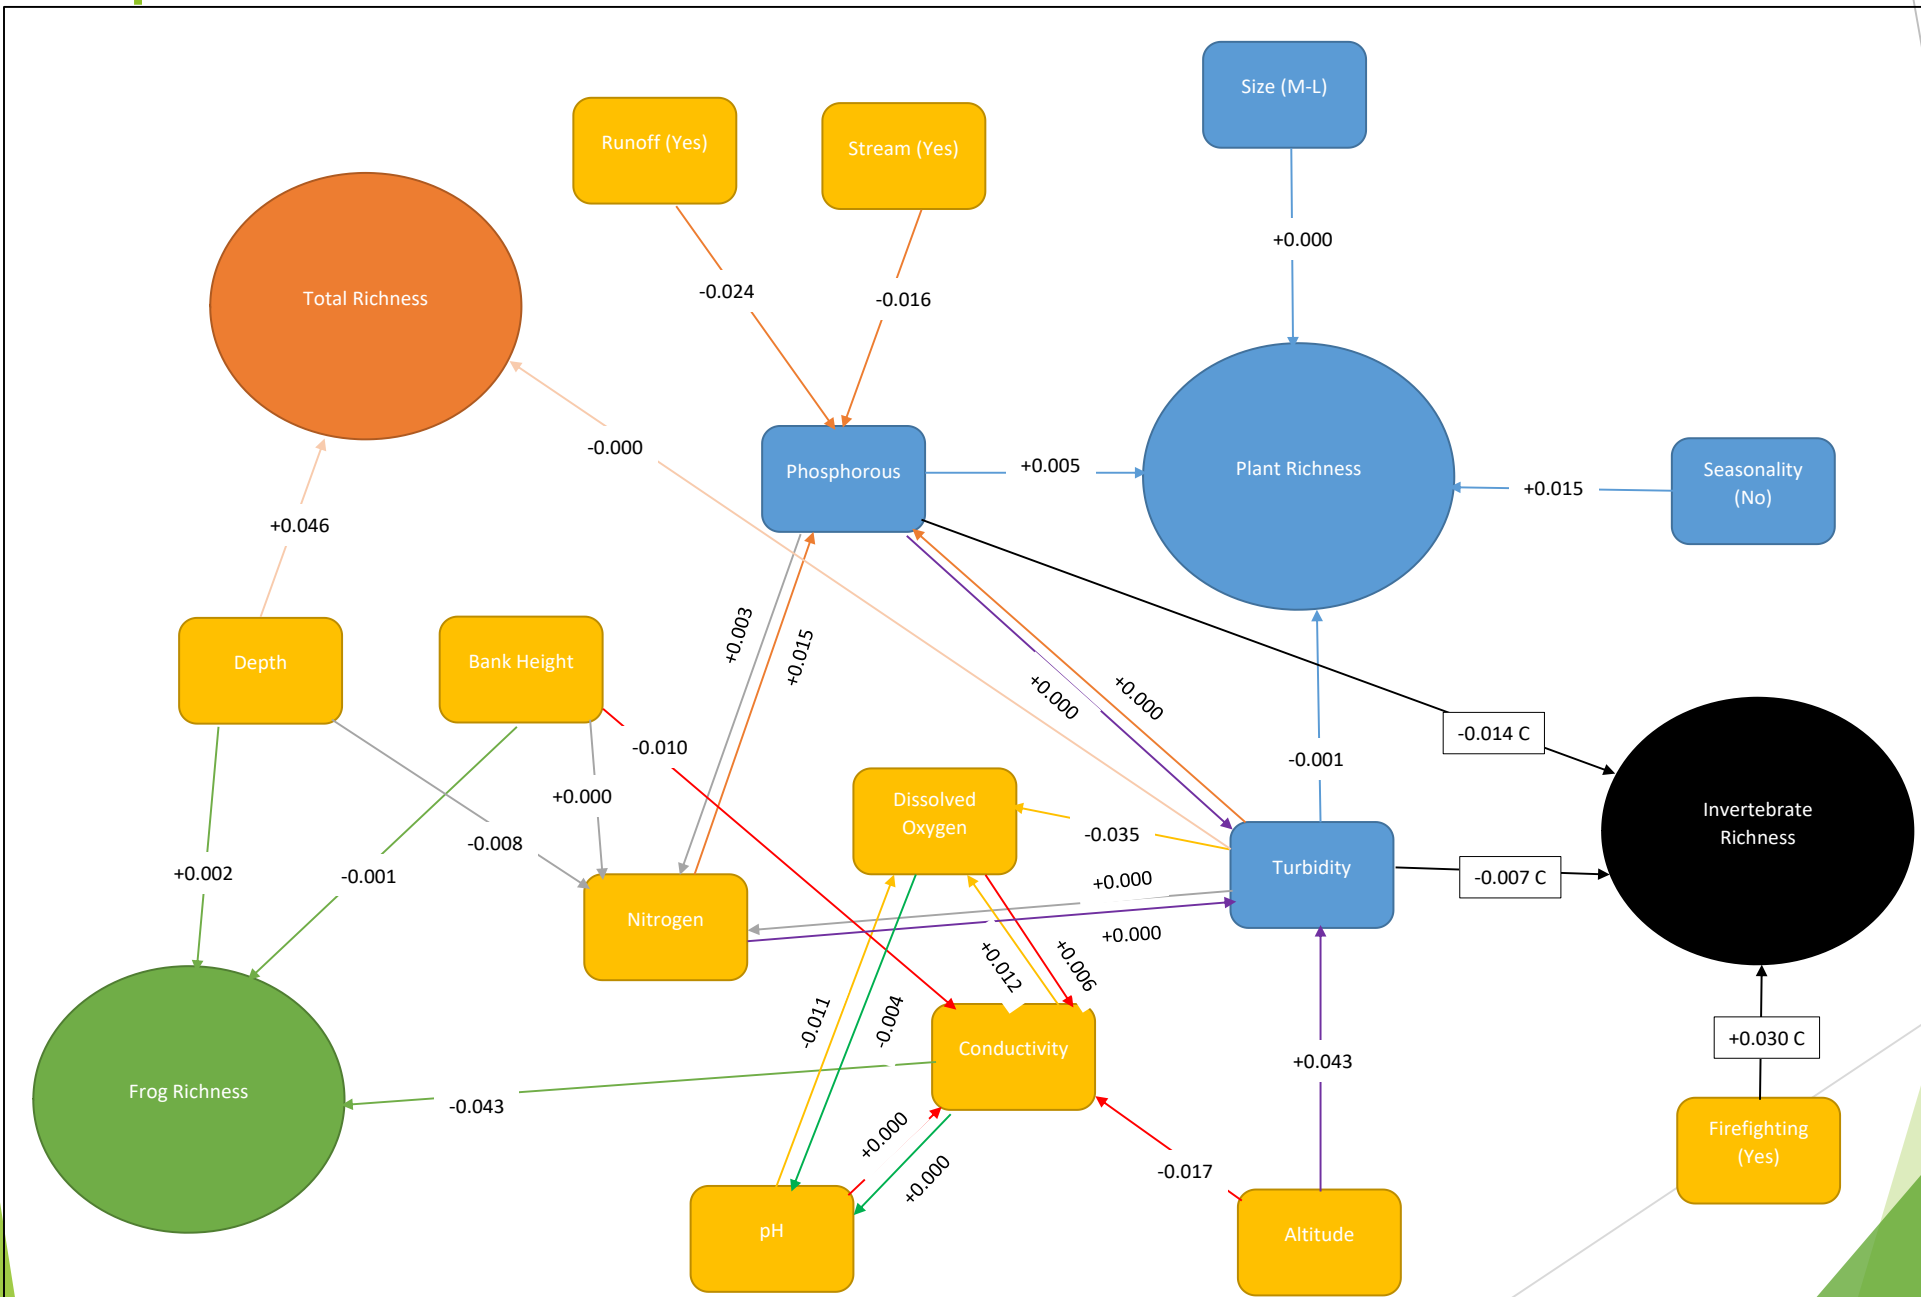 Size (M-L)
Runoff (Yes)
Stream (Yes)
+0.000
Total Richness
-0.024
-0.016
-0.000
Phosphorous
+0.005
Plant Richness
+0.015
Seasonality
(No)
+0.046
+0.003
+0.015
Depth
Bank Height
+0.000
+0.000
-0.010
-0.014 C
-0.001
+0.000
Dissolved
Oxygen
-0.035
Invertebrate
Richness
-0.008
+0.002
-0.001
Turbidity
-0.007 C
+0.000
Nitrogen
+0.000
+0.012
+0.006
-0.011
-0.004
Conductivity
+0.043
+0.030 C
Frog Richness
-0.043
+0.000
+0.000
-0.017
Firefighting
(Yes)
pH
Altitude